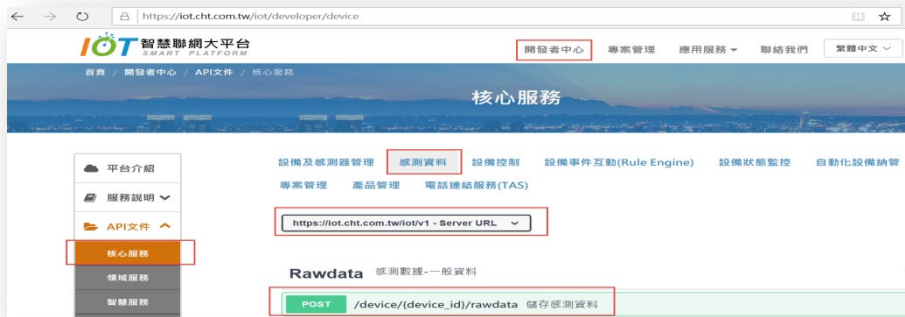 https://iot.cht.com.tw/iot/developer/device
IOT 智慧聯網大平台
SMART PLATFORM
開發者中心 專案管理 應用服務 聯絡我們 繁體中文
首頁 / 開發者中心 / API文件 / 核心服務
核心服務
平台介紹
服務說明
API文件
核心服務
領域服務
智慧服務
設備及感測器管理 感測資料 設備控制 設備事件互動(Rule Engine) 設備狀態監控 自動化設備納管
專案管理 產品管理 電話連結服務(TAS)
https://iot.cht.com.tw/iot/v1 - Server URL
Rawdata 感測數據-一般資料
POST /device/{device_id}/rawdata 儲存感測資料